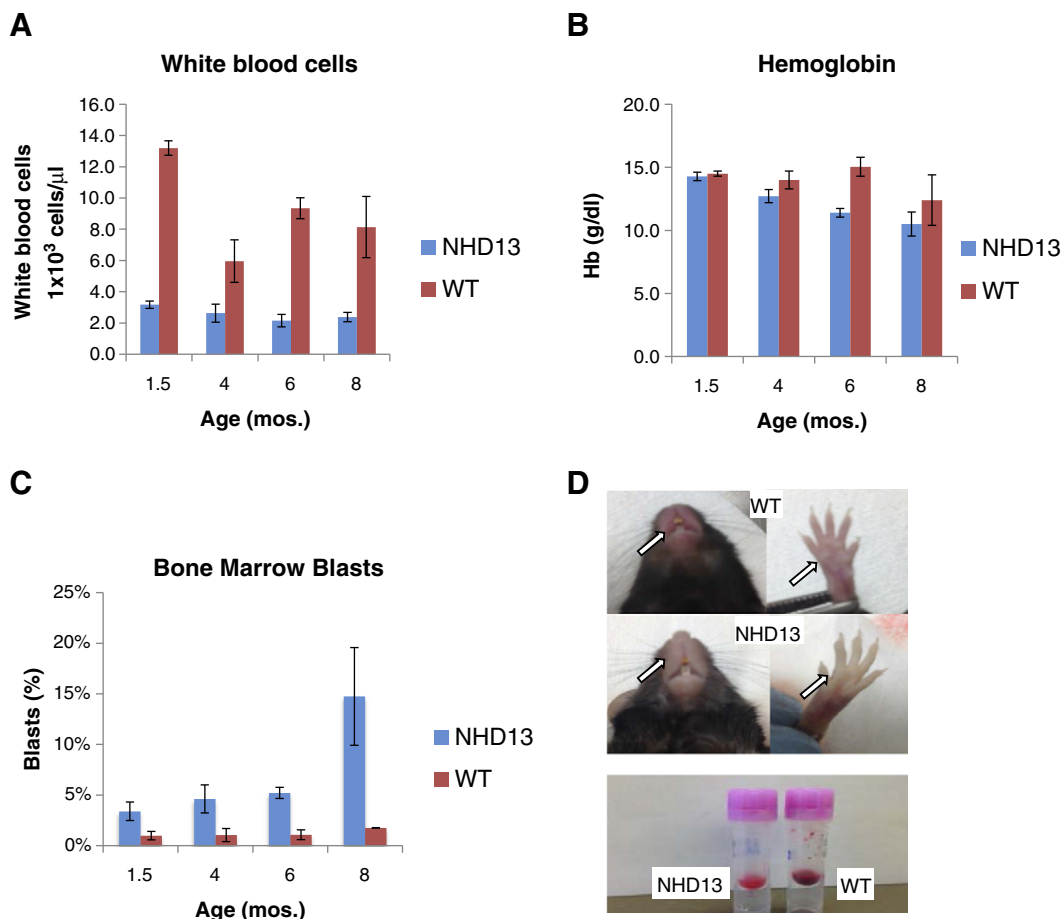 A
White blood cells
White blood cells
1x10³ cells/µl
16.0
14.0
12.0
10.0
8.0
6.0
4.0
2.0
0.0
1.5 4 6 8
Age (mos.)
NHD13
WT
B
Hemoglobin
Hb (g/dl)
20.0
15.0
10.0
5.0
0.0
1.5 4 6 8
Age (mos.)
NHD13
WT
C
Bone Marrow Blasts
Blasts (%)
25%
20%
15%
10%
5%
0%
1.5 4 6 8
Age (mos.)
NHD13
WT
D
WT
NHD13
NHD13
WT